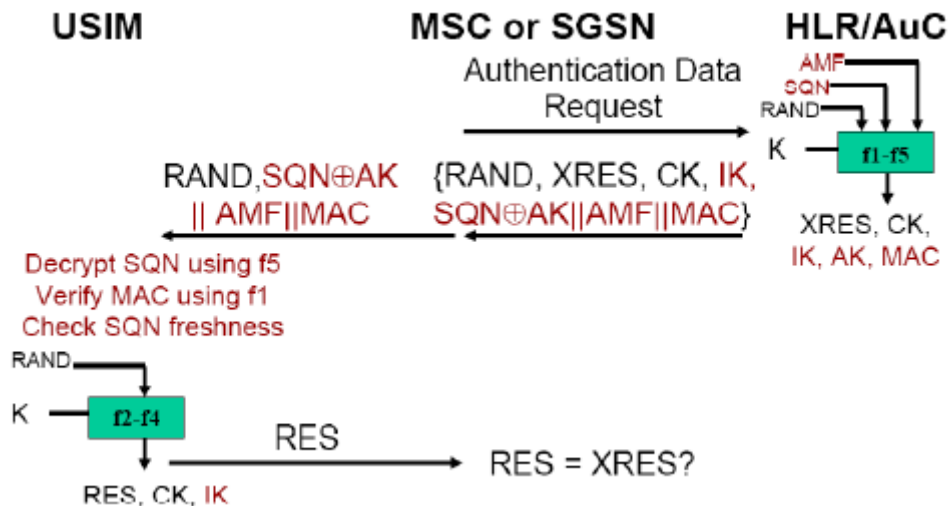 USIM
MSC or SGSN
HLR/AuC
Authentication Data
Request
AMF
SQN
RAND
K
f1-f5
XRES, CK,
IK, AK, MAC
{RAND, XRES, CK, IK,
SQN⊕AK||AMF||MAC}
RAND,SQN⊕AK
|| AMF||MAC
Decrypt SQN using f5
Verify MAC using f1
Check SQN freshness
RAND
K
f2-f4
RES, CK, IK
RES
RES = XRES?